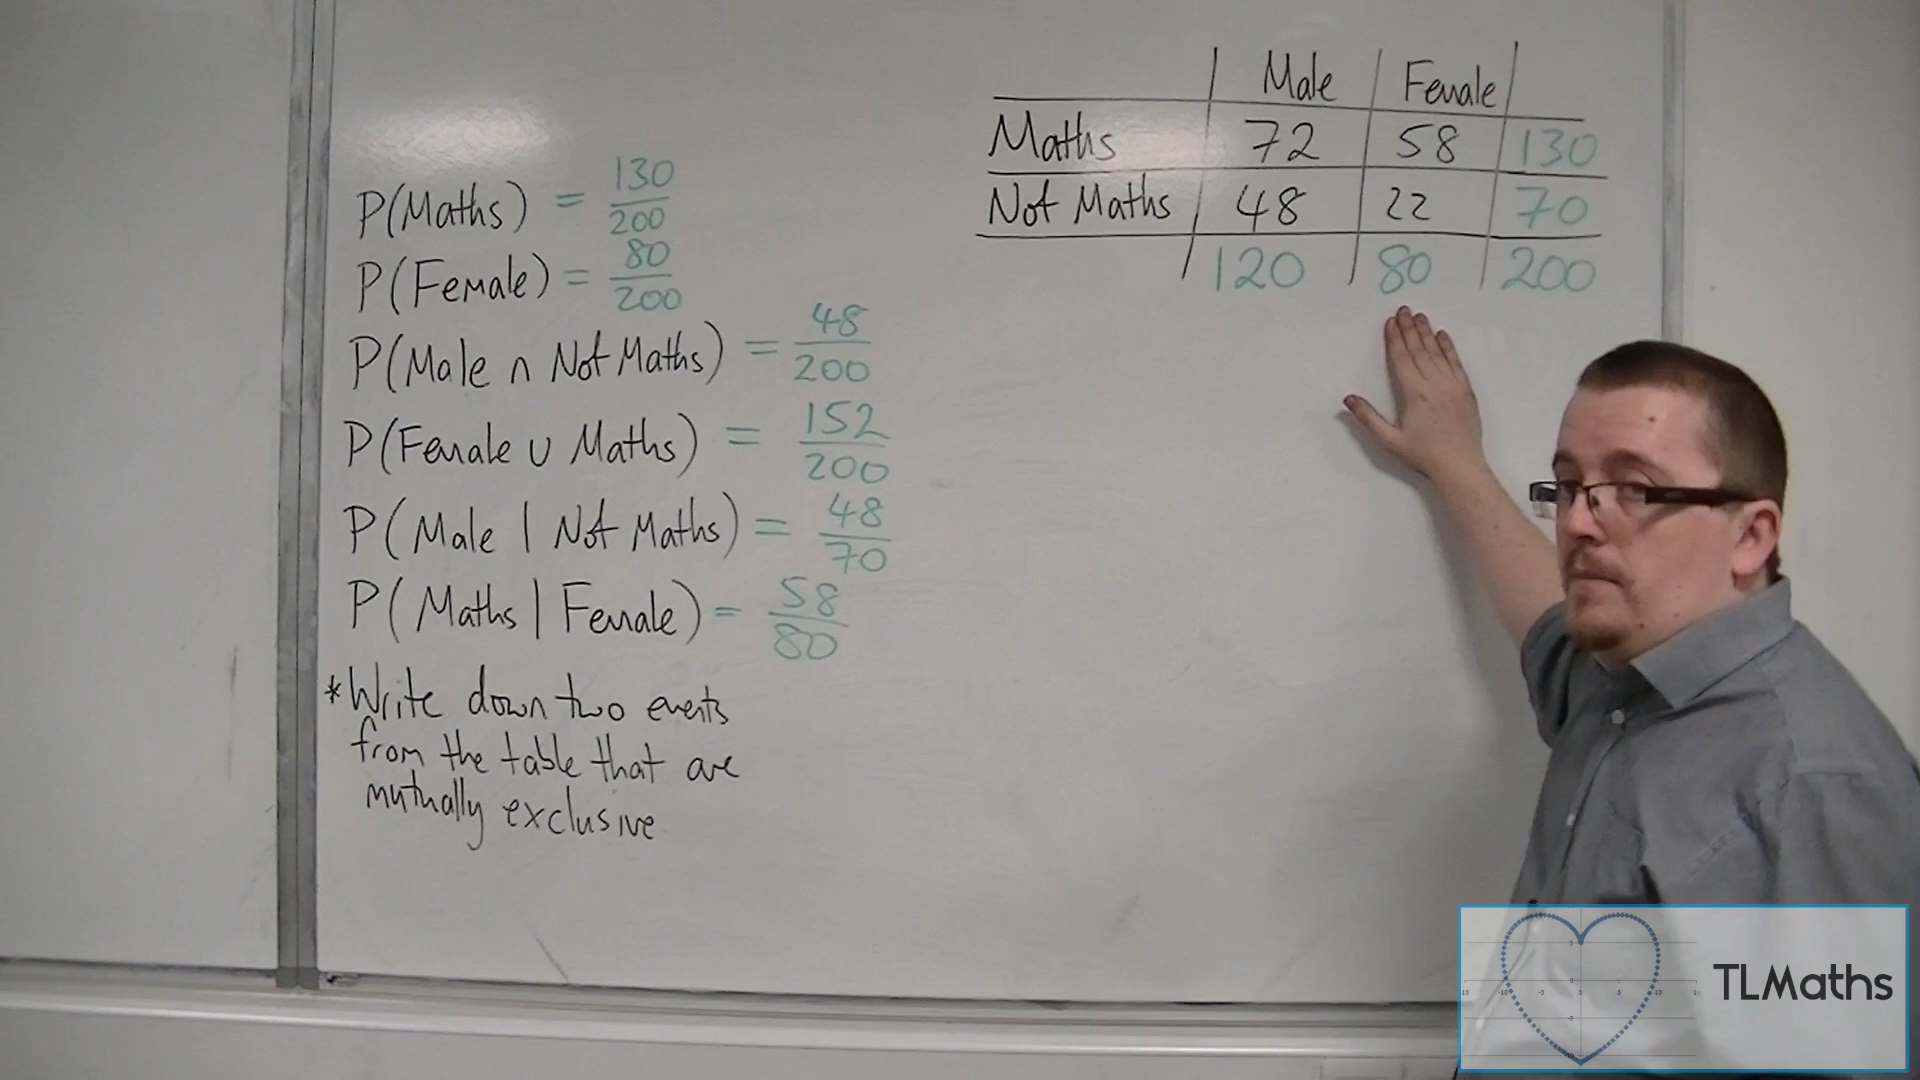 Male Female
Maths 72 58 130
Not Maths 48 22 70
120 80 200
P(Maths) = 130/200
P(Female) = 80/200
P(Male ∩ Not Maths) = 48/200
P(Female ∪ Maths) = 152/200
P(Male | Not Maths) = 48/70
P(Maths | Female) = 58/80
*Write down two events
from the table that are
mutually exclusive
TLMaths